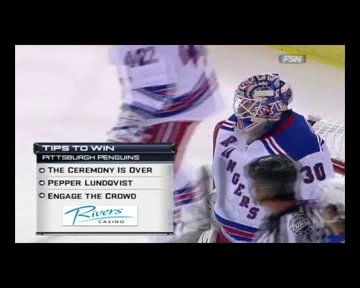 FSN
TIPS TO WIN
PITTSBURGH PENGUINS
THE CEREMONY IS OVER
PEPPER LUNDQVIST
ENGAGE THE CROWD
Rivers
CASINO
RANGERS
30